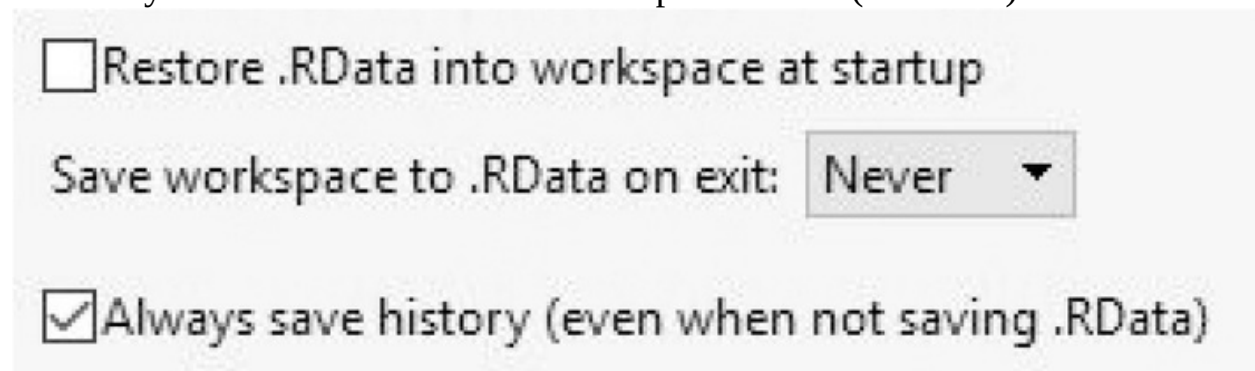 Restore .RData into workspace at startup
Save workspace to .RData on exit: Never
Always save history (even when not saving .RData)